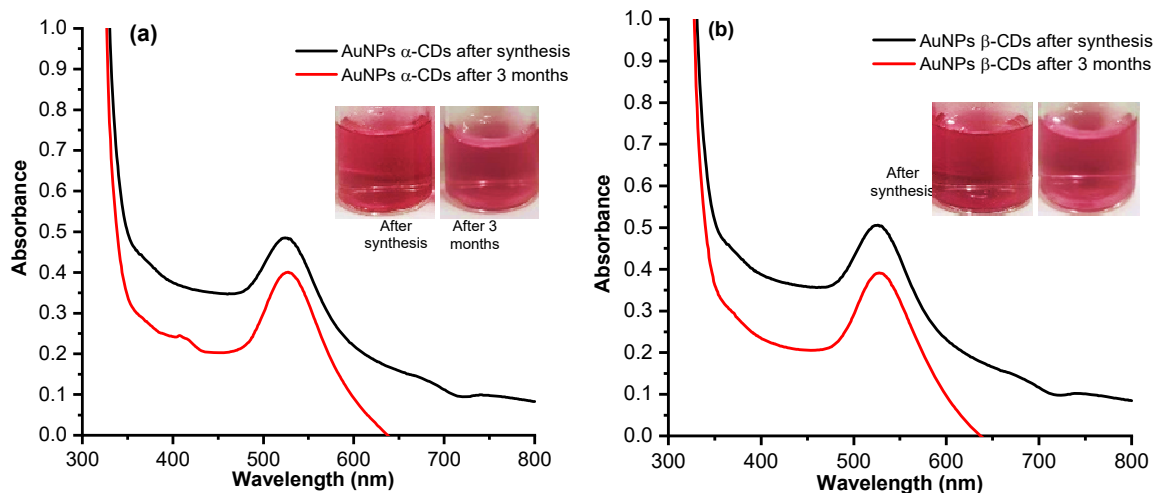 (a)
AuNPs α-CDs after synthesis
AuNPs α-CDs after 3 months
After
synthesis
After 3
months
Absorbance
1.0
0.9
0.8
0.7
0.6
0.5
0.4
0.3
0.2
0.1
0.0
300 400 500 600 700 800
Wavelength (nm)
(b)
AuNPs β-CDs after synthesis
AuNPs β-CDs after 3 months
After
synthesis
Absorbance
1.0
0.9
0.8
0.7
0.6
0.5
0.4
0.3
0.2
0.1
0.0
300 400 500 600 700 800
Wavelength (nm)